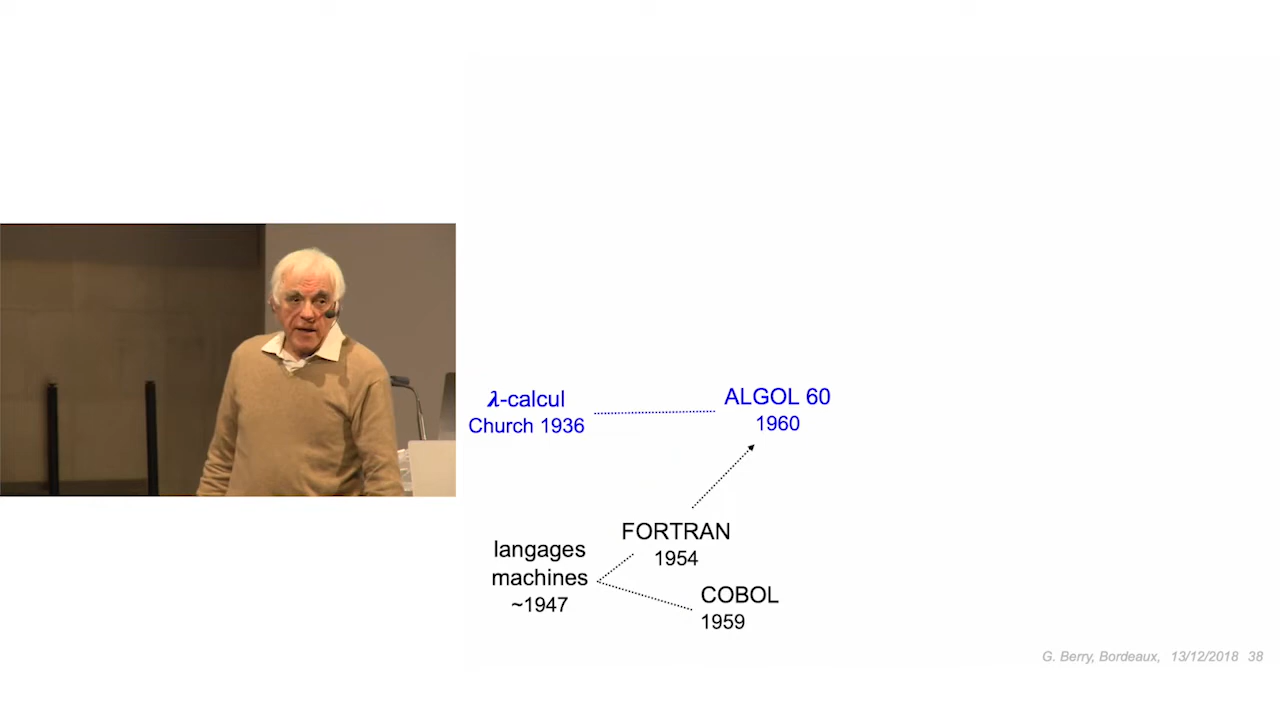 𝝀-calcul
Church 1936
ALGOL 60
1960
FORTRAN
1954
langages
machines
~1947
COBOL
1959
G. Berry, Bordeaux, 13/12/2018 38